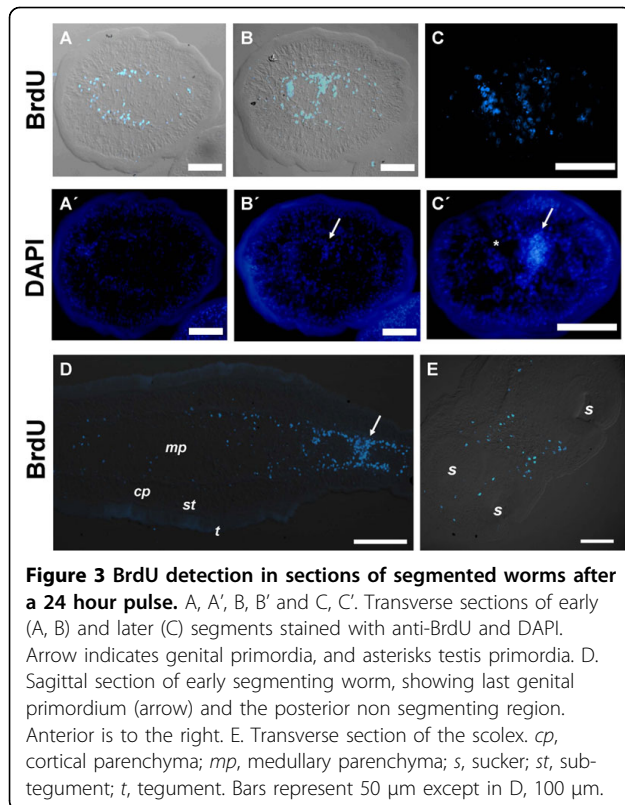 BrdU
A
B
C
DAPI
A´
B´
C´
*
BrdU
D
mp
cp
st
t
E
s
s
s
Figure 3 BrdU detection in sections of segmented worms after
a 24 hour pulse. A, A’, B, B’ and C, C’. Transverse sections of early
(A, B) and later (C) segments stained with anti-BrdU and DAPI.
Arrow indicates genital primordia, and asterisks testis primordia. D.
Sagittal section of early segmenting worm, showing last genital
primordium (arrow) and the posterior non segmenting region.
Anterior is to the right. E. Transverse section of the scolex. cp,
cortical parenchyma; mp, medullary parenchyma; s, sucker; st, sub-
tegument; t, tegument. Bars represent 50 μm except in D, 100 μm.